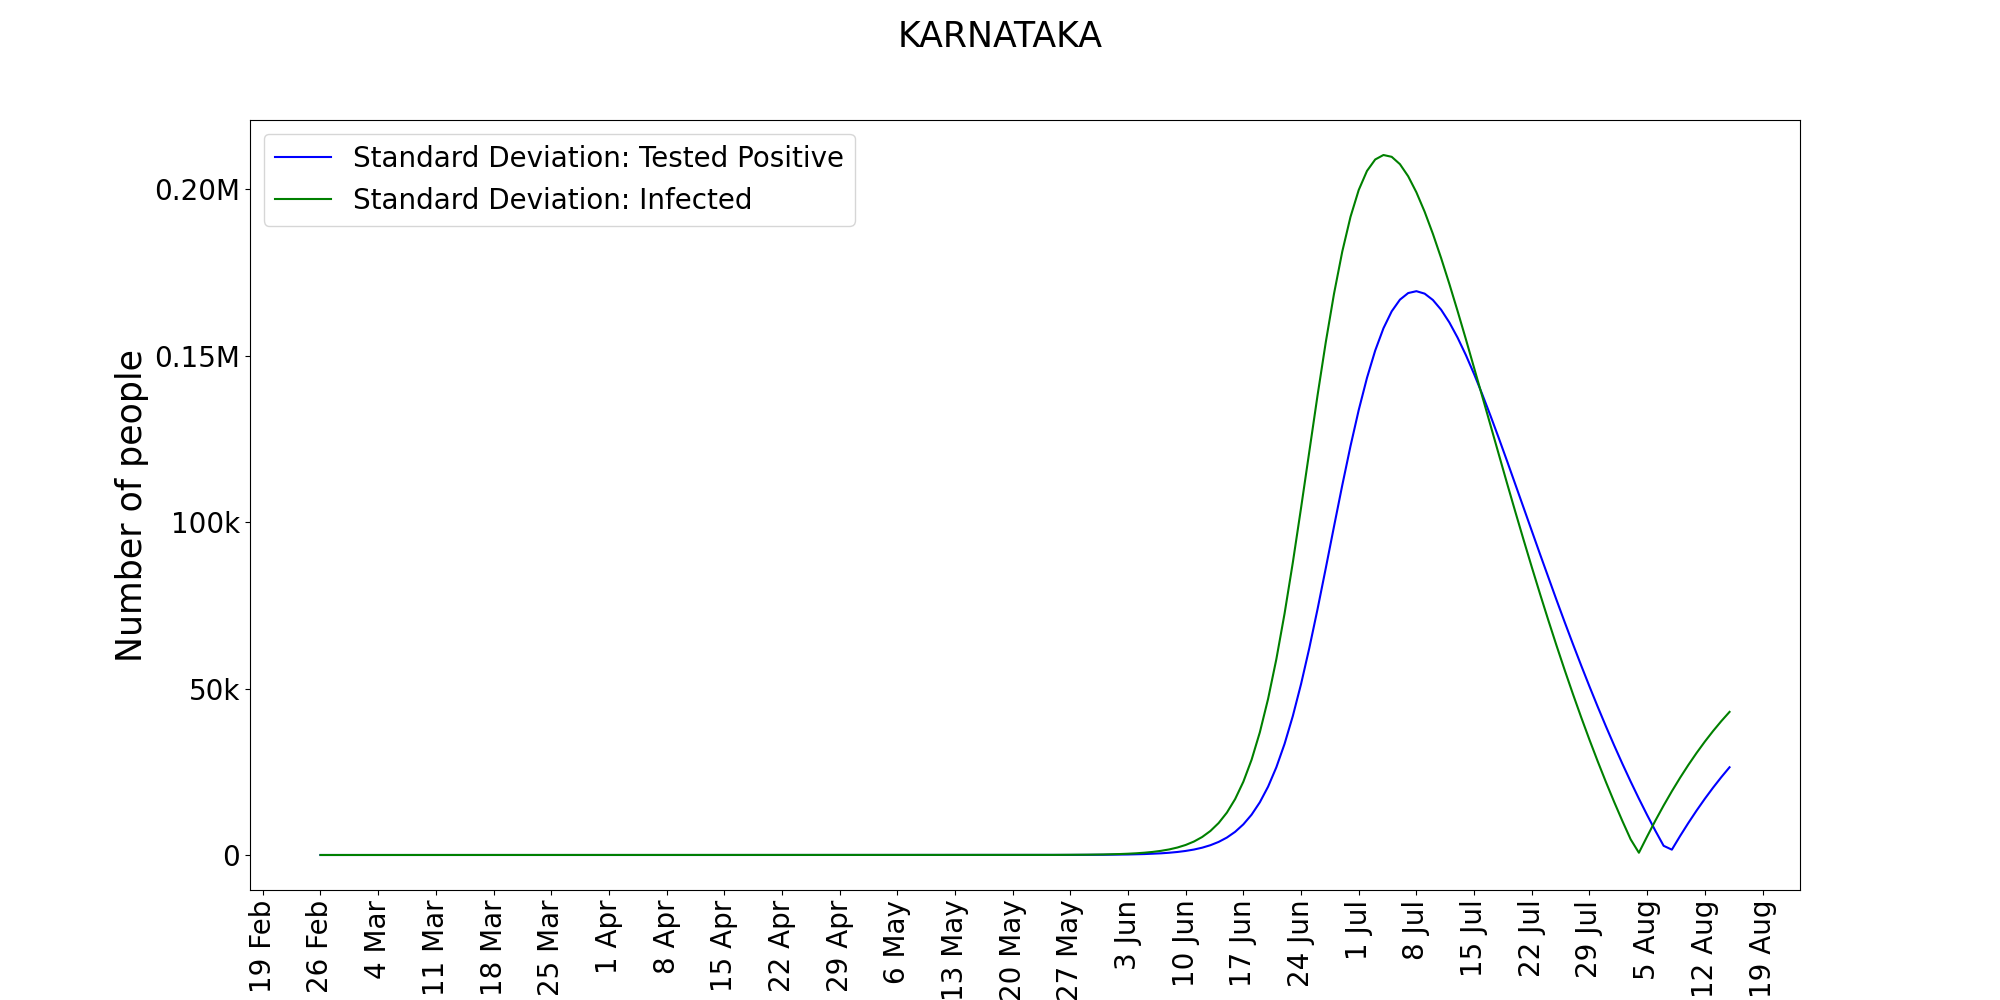 KARNATAKA
Standard Deviation: Tested Positive
Standard Deviation: Infected
Number of people
0.20M
0.15M
100k
50k
0
19 Feb
26 Feb
4 Mar
11 Mar
18 Mar
25 Mar
1 Apr
8 Apr
15 Apr
22 Apr
29 Apr
6 May
13 May
20 May
27 May
3 Jun
10 Jun
17 Jun
24 Jun
1 Jul
8 Jul
15 Jul
22 Jul
29 Jul
5 Aug
12 Aug
19 Aug